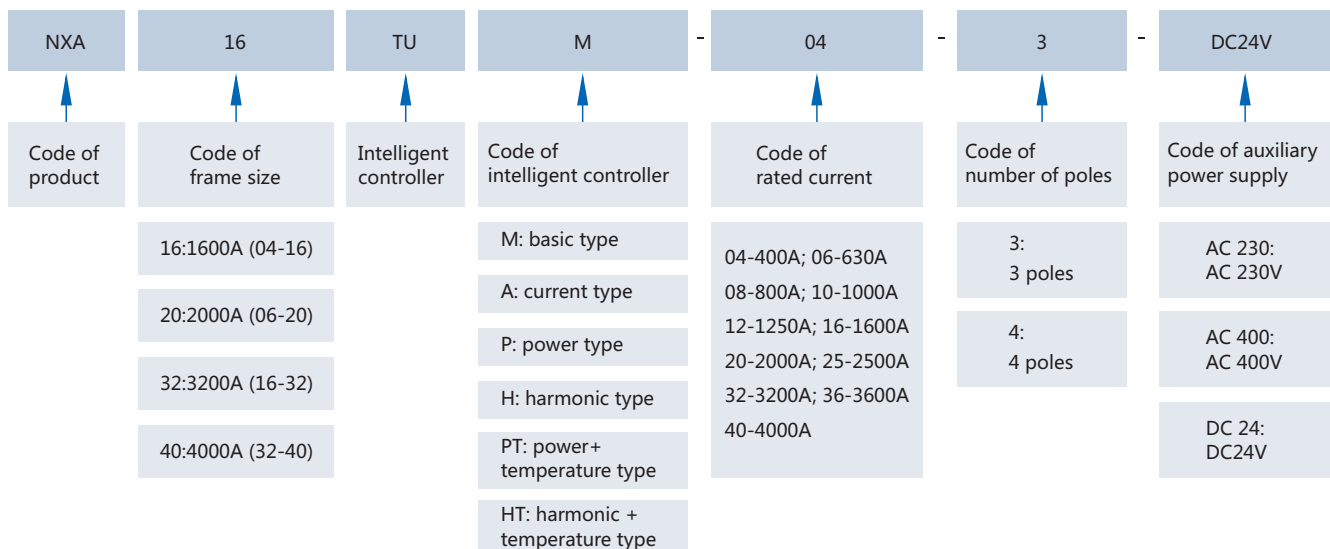 NXA 16 TU M - 04 - 3 - DC24V
Code of
product
Code of
frame size
Intelligent
controller
Code of
intelligent controller
Code of
rated current
Code of
number of poles
Code of auxiliary
power supply
16:1600A (04-16)
20:2000A (06-20)
32:3200A (16-32)
40:4000A (32-40)
M: basic type
A: current type
P: power type
H: harmonic type
PT: power+
temperature type
HT: harmonic +
temperature type
04-400A; 06-630A
08-800A; 10-1000A
12-1250A; 16-1600A
20-2000A; 25-2500A
32-3200A; 36-3600A
40-4000A
3:
3 poles
4:
4 poles
AC 230:
AC 230V
AC 400:
AC 400V
DC 24:
DC24V